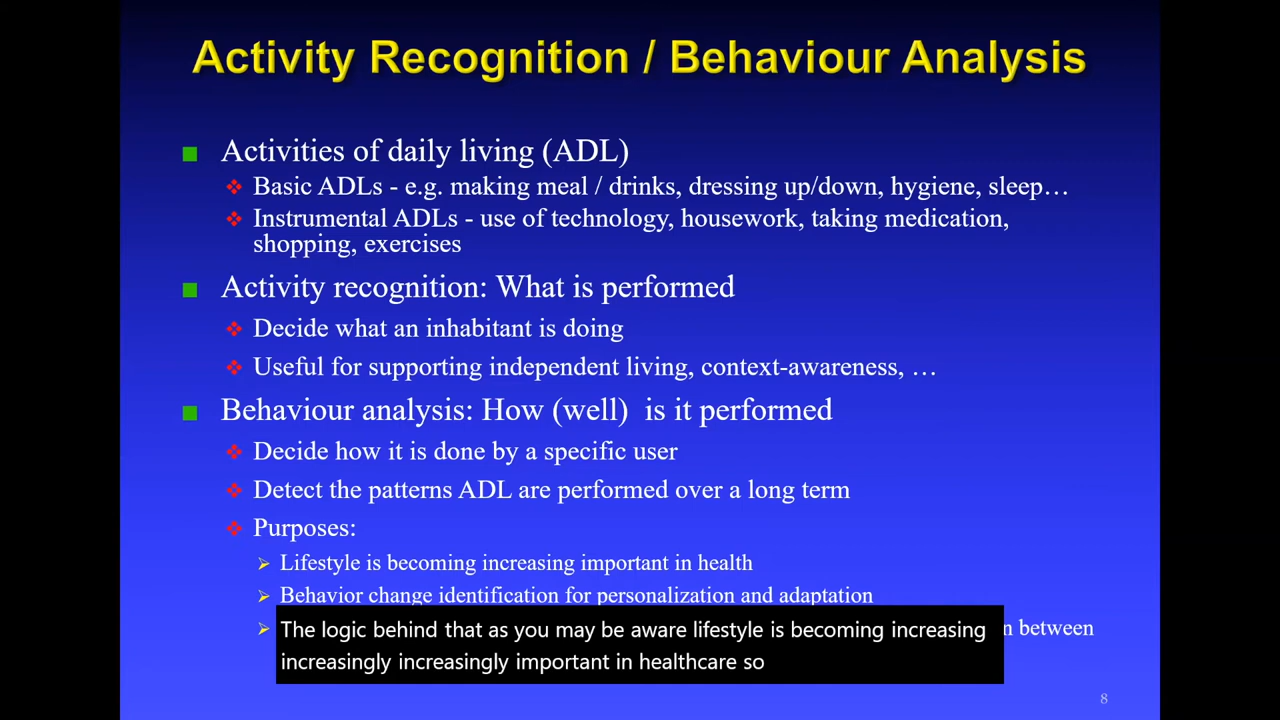 Activity Recognition / Behaviour Analysis
Activities of daily living (ADL)
Basic ADLs - e.g. making meal / drinks, dressing up/down, hygiene, sleep…
Instrumental ADLs - use of technology, housework, taking medication,
shopping, exercises
Activity recognition: What is performed
Decide what an inhabitant is doing
Useful for supporting independent living, context-awareness, …
Behaviour analysis: How (well) is it performed
Decide how it is done by a specific user
Detect the patterns ADL are performed over a long term
Purposes:
Lifestyle is becoming increasing important in health
Behavior change identification for personalization and adaptation
between
The logic behind that as you may be aware lifestyle is becoming increasing
increasingly increasingly important in healthcare so
8